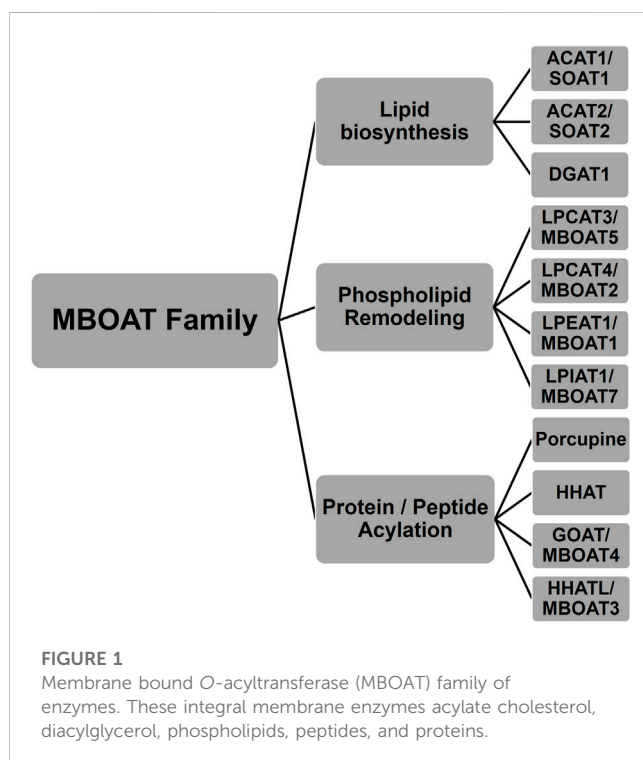 MBOAT Family
Lipid
biosynthesis
ACAT1/
SOAT1
ACAT2/
SOAT2
DGAT1
Phospholipid
Remodeling
LPCAT3/
MBOAT5
LPCAT4/
MBOAT2
LPEAT1/
MBOAT1
LPIAT1/
MBOAT7
Protein / Peptide
Acylation
Porcupine
HHAT
GOAT/
MBOAT4
HHATL/
MBOAT3
FIGURE 1
Membrane bound O-acyltransferase (MBOAT) family of
enzymes. These integral membrane enzymes acylate cholesterol,
diacylglycerol, phospholipids, peptides, and proteins.